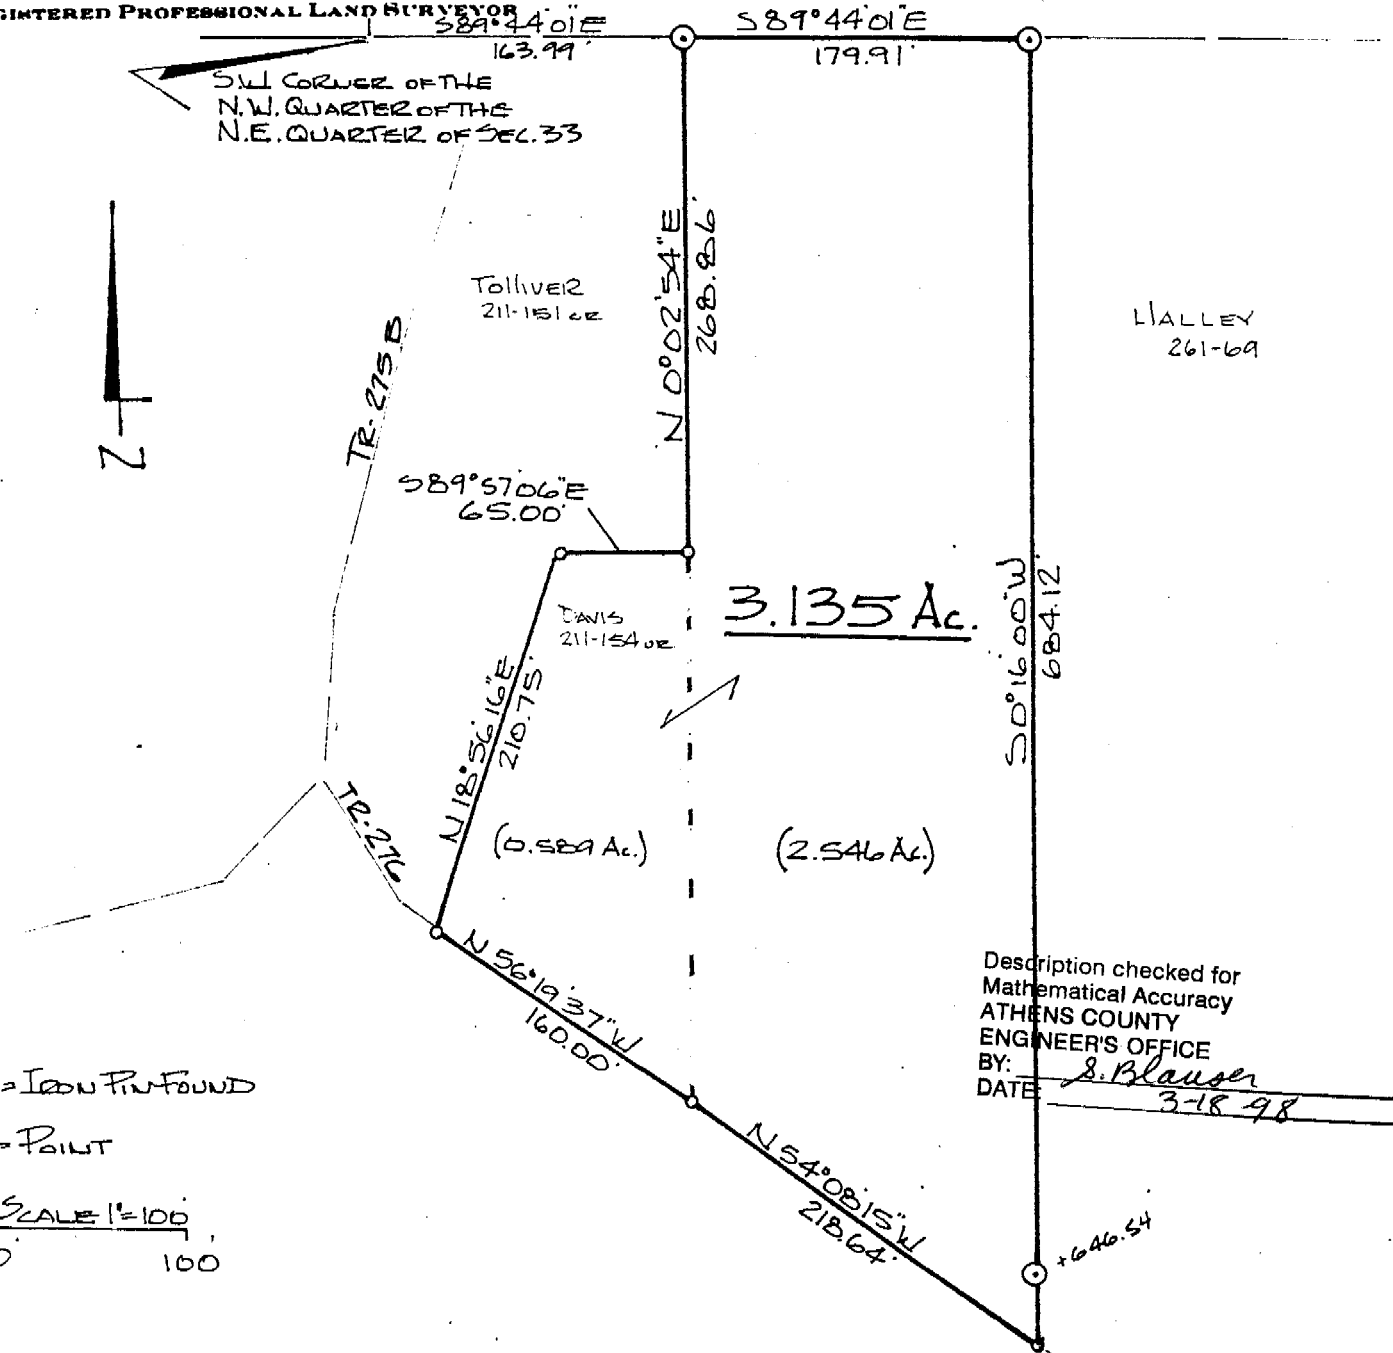 GISTERED PROFESSIONAL LAND SURVEYOR
S89°44'01"E
163.99'
S89°44'01"E
179.91'
S.W CORNER OF THE
N.W. QUARTER OF THE
N.E. QUARTER OF SEC. 33
N 0°02'54"E
268.86'
TOLLIVER
211-151 OR
WALLEY
261-69
TR-275 B
N
S89°57'06"E
65.00'
DAVIS
211-154 OR
3.135 Ac.
S0°16'00"W
684.12'
N 18°56'16"E
210.75'
TR-276
(0.589 Ac.)
(2.546 Ac.)
N 56°19'37"W
160.00'
Description checked for
Mathematical Accuracy
ATHENS COUNTY
ENGINEER'S OFFICE
BY: S. Blauser
DATE 3-18-98
= IRON PIN FOUND
= POINT
SCALE 1"=100'
0' 100'
N 54°08'15"W
218.64'
+646.54